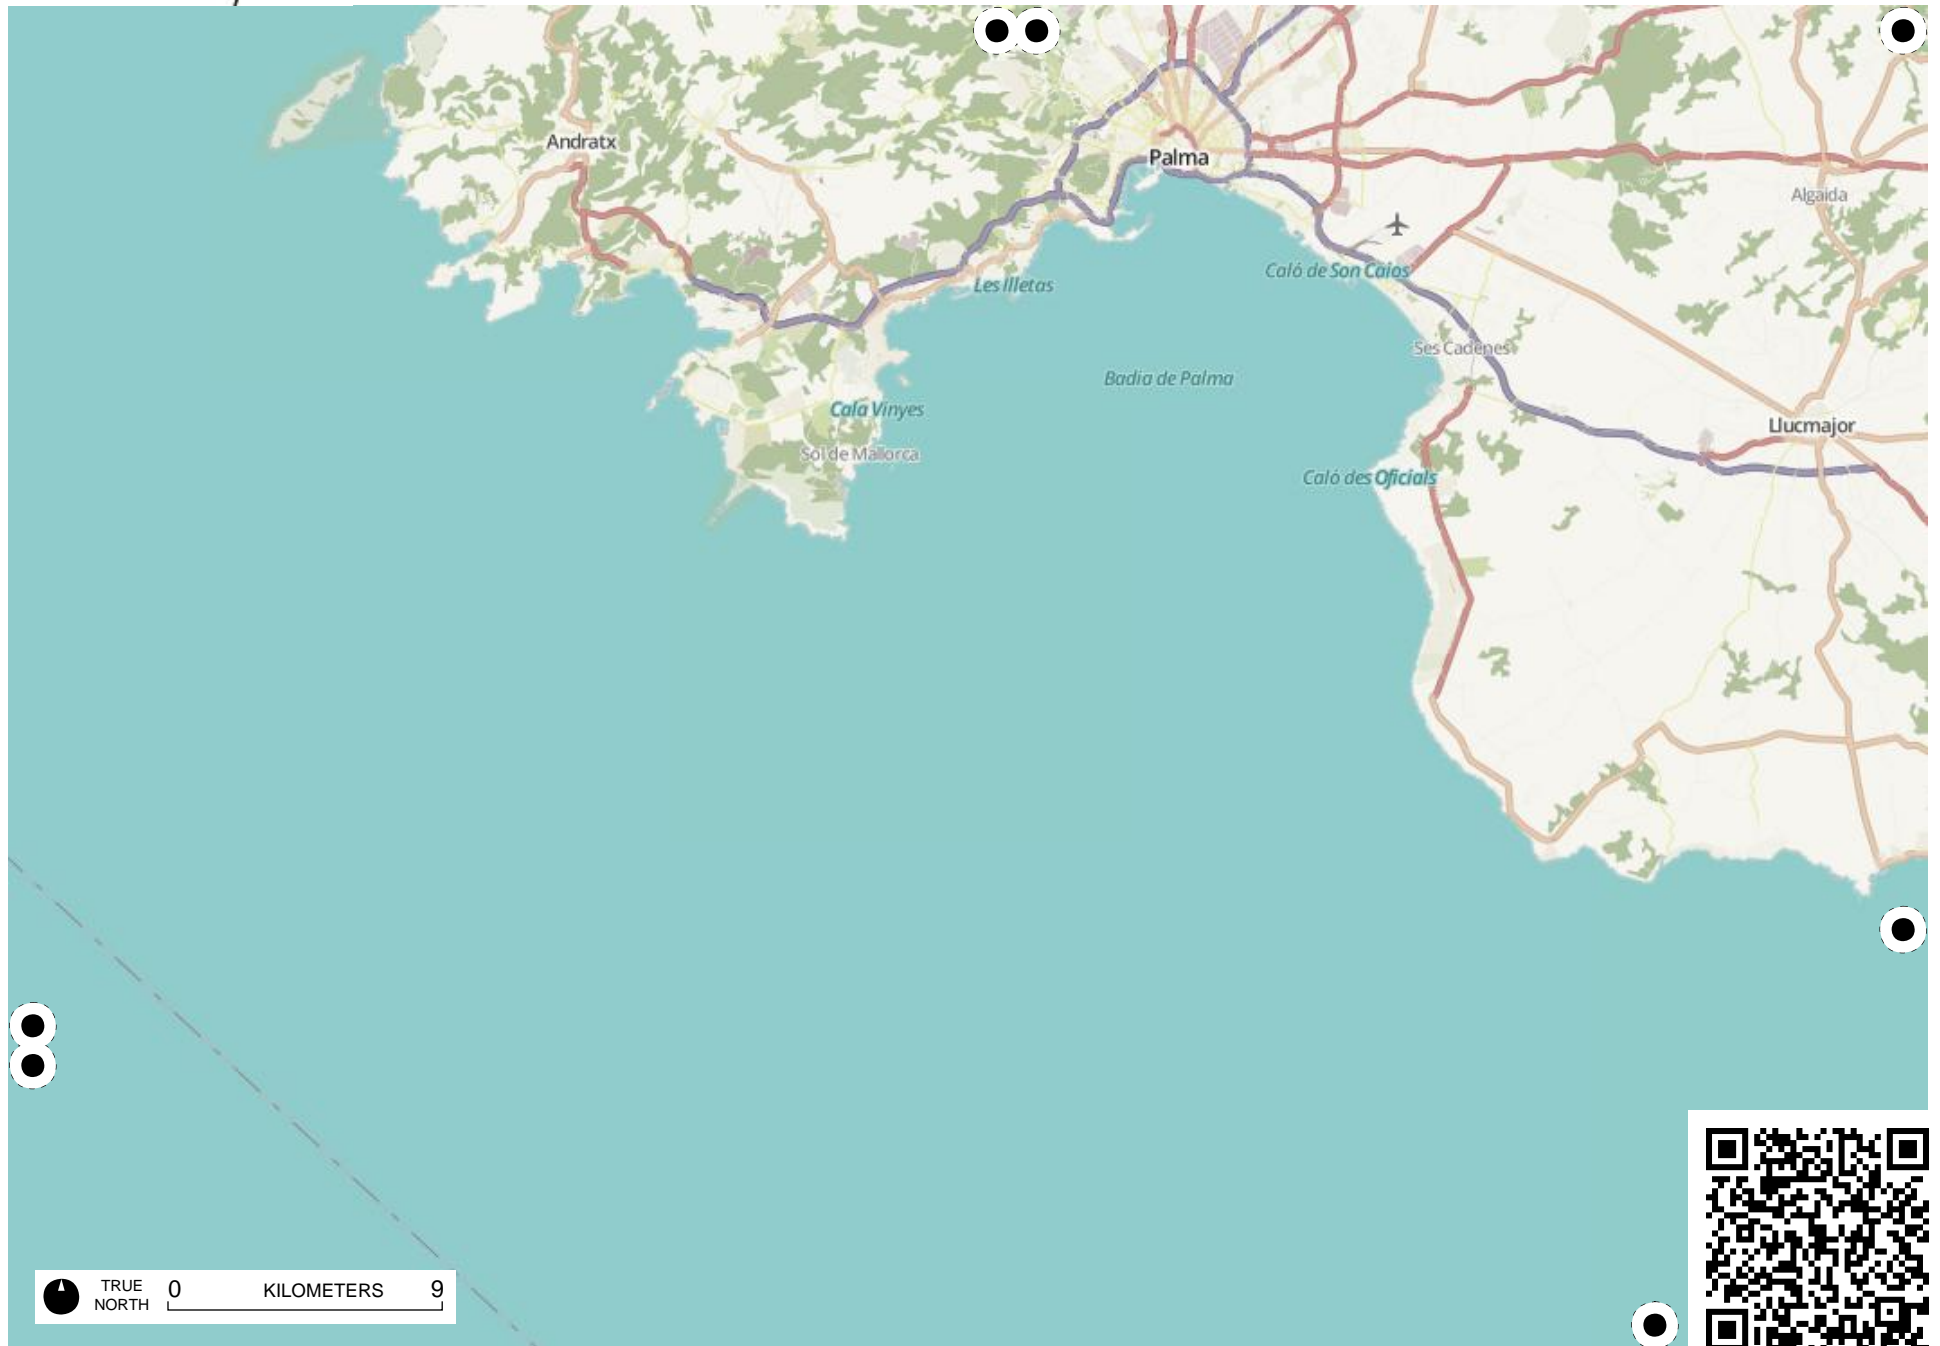 Andratx
Palma
Algaida
Caló de Son Caios
Les Illetas
Ses Cadenes
Badia de Palma
Cala Vinyes
Llucmajor
Sol de Mallorca
Caló des Oficials
TRUE NORTH
0 KILOMETERS 9